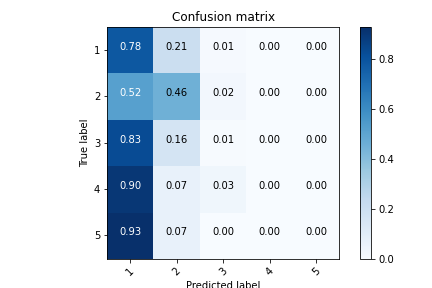 Confusion matrix
1 0.78 0.21 0.01 0.00 0.00
2 0.52 0.46 0.02 0.00 0.00
3 0.83 0.16 0.01 0.00 0.00
4 0.90 0.07 0.03 0.00 0.00
5 0.93 0.07 0.00 0.00 0.00
1 2 3 4 5
True label
Predicted label
0.8
0.6
0.4
0.2
0.0